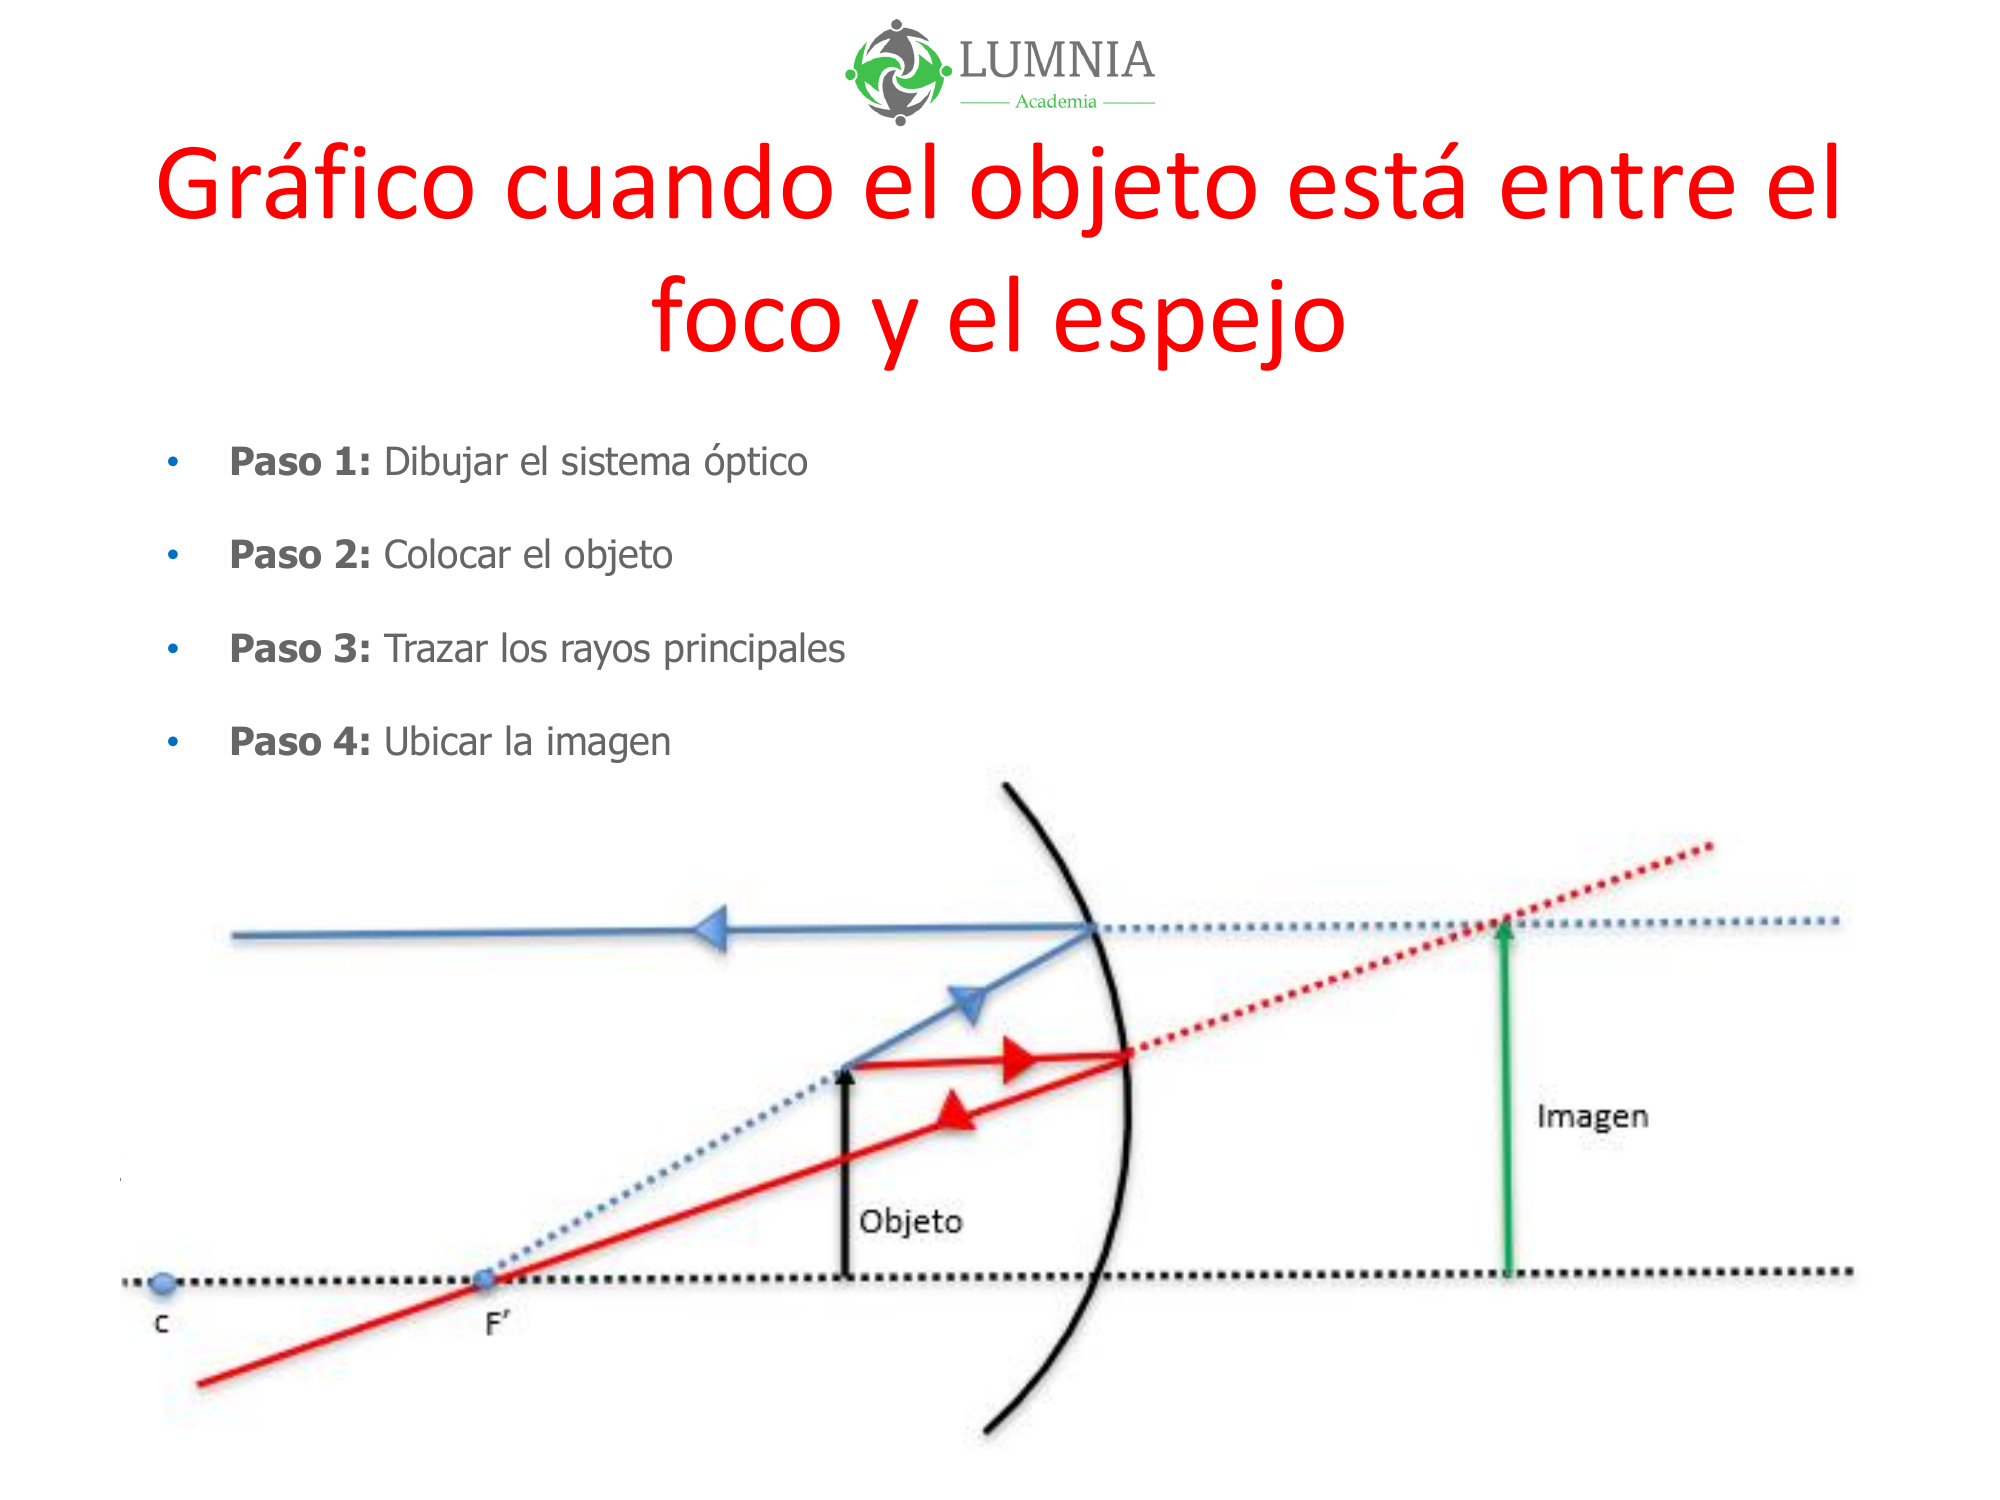 LUMNIA
Academia
Gráfico cuando el objeto está entre el
foco y el espejo
• Paso 1: Dibujar el sistema óptico
• Paso 2: Colocar el objeto
• Paso 3: Trazar los rayos principales
• Paso 4: Ubicar la imagen
Imagen
Objeto
c
F'